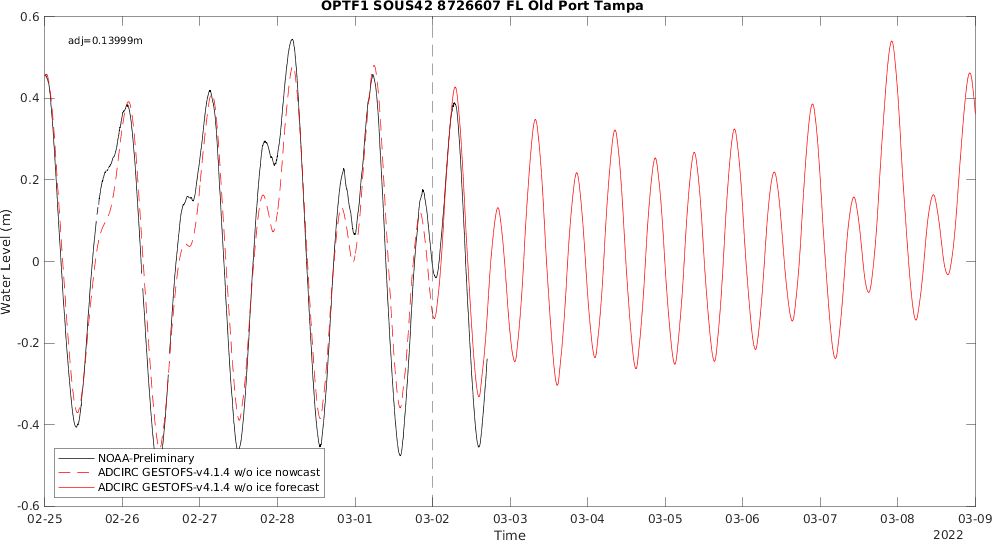 OPTF1 SOUS42 8726607 FL Old Port Tampa
adj=0.13999m
0.6
0.4
0.2
0
-0.2
-0.4
-0.6
Water Level (m)
NOAA-Preliminary
ADCIRC GESTOFS-v4.1.4 w/o ice nowcast
ADCIRC GESTOFS-v4.1.4 w/o ice forecast
02-25 02-26 02-27 02-28 03-01 03-02 03-03 03-04 03-05 03-06 03-07 03-08 03-09
Time
2022